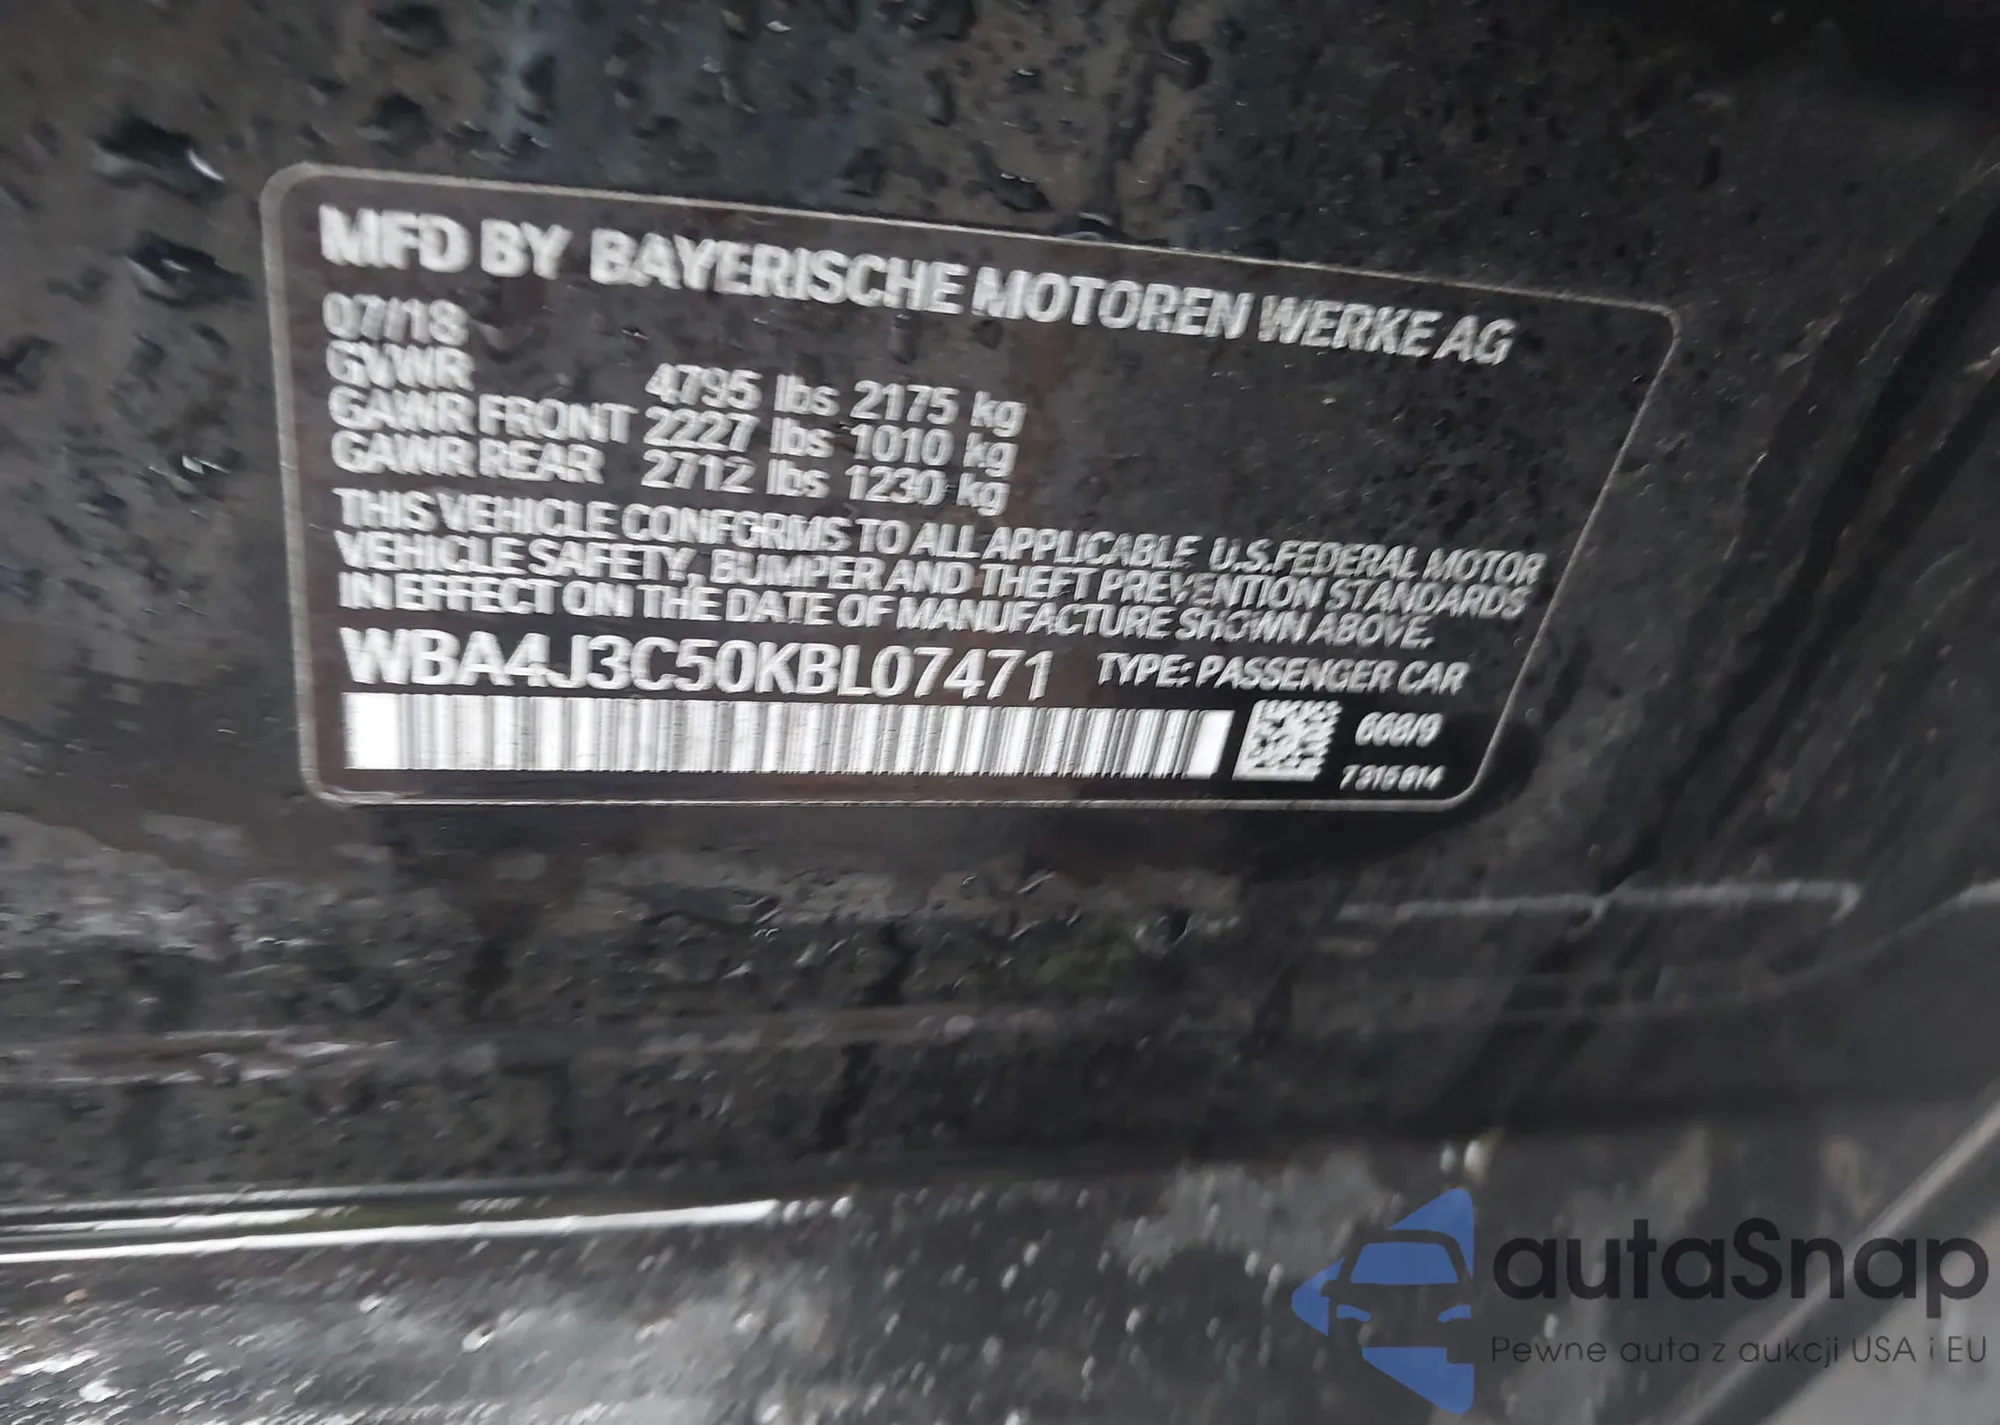 MFD BY BAYERISCHE MOTOREN WERKE AG
07/18
GVWR 4795 lbs 2175 kg
GAWR FRONT 2227 lbs 1010 kg
GAWR REAR 2712 lbs 1230 kg
THIS VEHICLE CONFORMS TO ALL APPLICABLE U.S.FEDERAL MOTOR
VEHICLE SAFETY, BUMPER AND THEFT PREVENTION STANDARDS
IN EFFECT ON THE DATE OF MANUFACTURE SHOWN ABOVE.
WBA4J3C50KBL07471 TYPE: PASSENGER CAR
autaSnap
Pewne auta z aukcji USA i EU